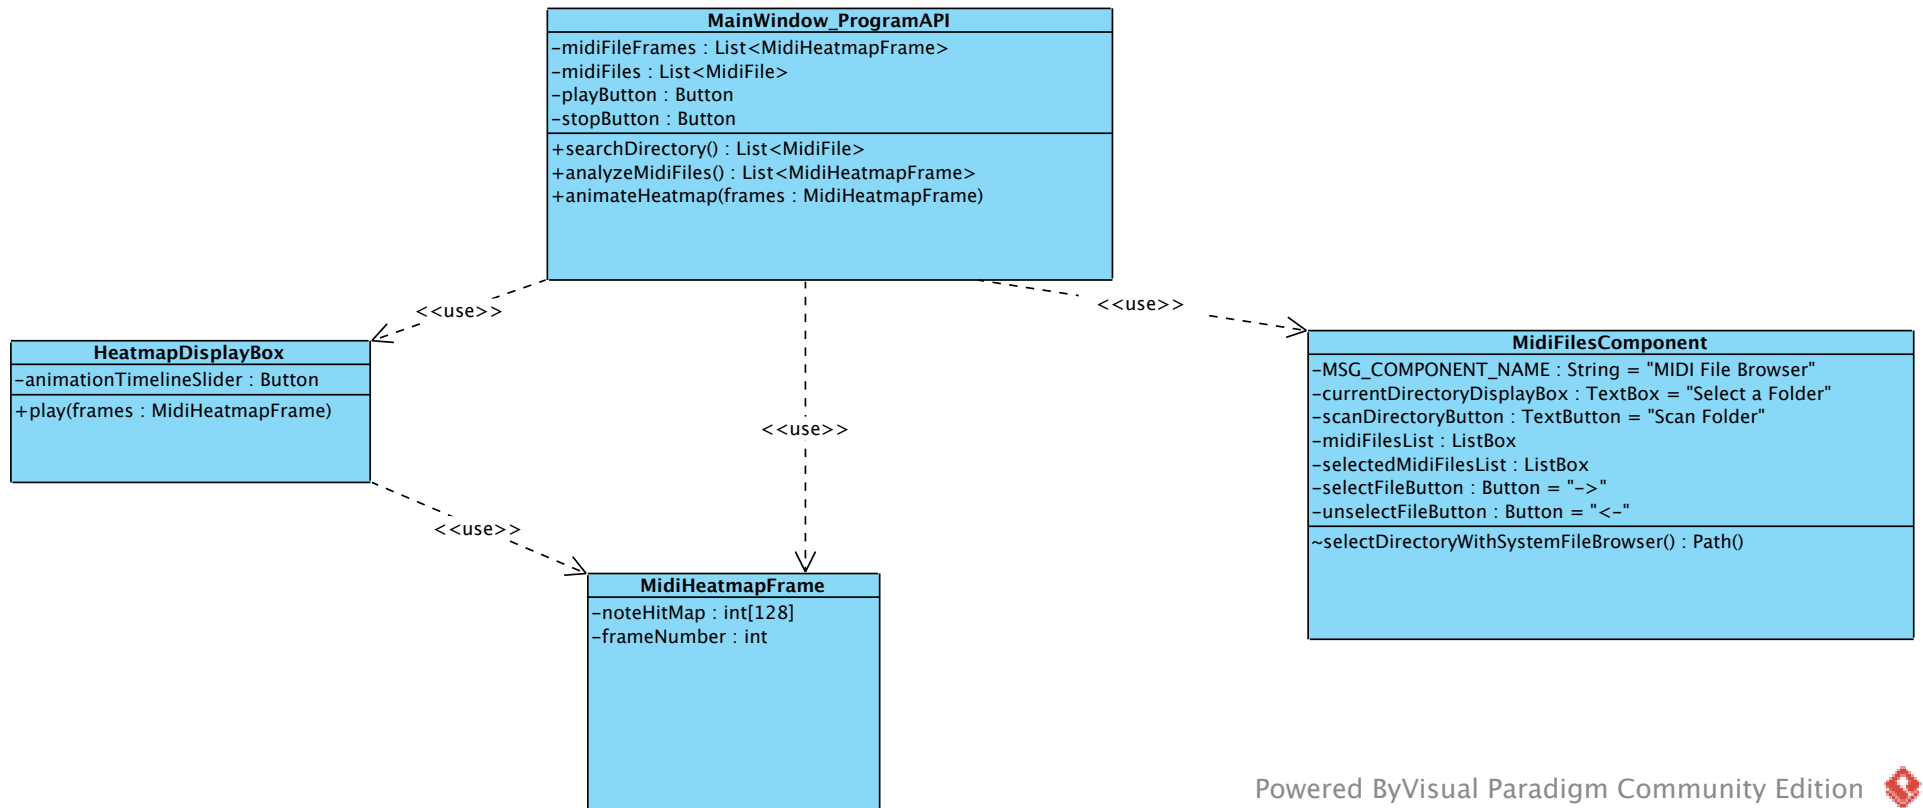 MainWindow_ProgramAPI
-midiFileFrames : List<MidiHeatmapFrame>
-midiFiles : List<MidiFile>
-playButton : Button
-stopButton : Button
+searchDirectory() : List<MidiFile>
+analyzeMidiFiles() : List<MidiHeatmapFrame>
+animateHeatmap(frames : MidiHeatmapFrame)
<<use>>
<<use>>
<<use>>
<<use>>
HeatmapDisplayBox
-animationTimelineSlider : Button
+play(frames : MidiHeatmapFrame)
MidiFilesComponent
-MSG_COMPONENT_NAME : String = "MIDI File Browser"
-currentDirectoryDisplayBox : TextBox = "Select a Folder"
-scanDirectoryButton : TextButton = "Scan Folder"
-midiFilesList : ListBox
-selectedMidiFilesList : ListBox
-selectFileButton : Button = "->"
-unselectFileButton : Button = "<-"
~selectDirectoryWithSystemFileBrowser() : Path()
MidiHeatmapFrame
-noteHitMap : int[128]
-frameNumber : int
Powered ByVisual Paradigm Community Edition